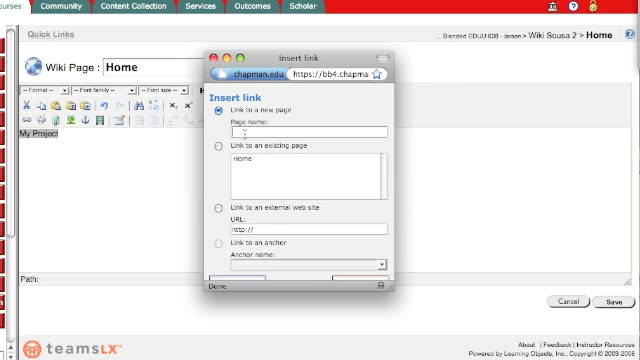 ourses
Community
Content Collection
Services
Outcomes
Scholar
Quick Links
Blended EDUU 638 - larsen > Wiki Sousa 2 > Home
Wiki Page : Home
-- Format --
-- Font family --
-- Font size --
My Project
Path:
Insert link
chapman.edu
https://bb4.chapma
Insert link
Link to a new page
Page name:
Link to an existing page
Home
Link to an external web site
URL:
http://
Link to an anchor
Anchor name:
Done
Cancel
Save
teamsLX™
About | Feedback | Instructor Resources
Powered by Learning Objects, Inc., Copyright © 2003-2008